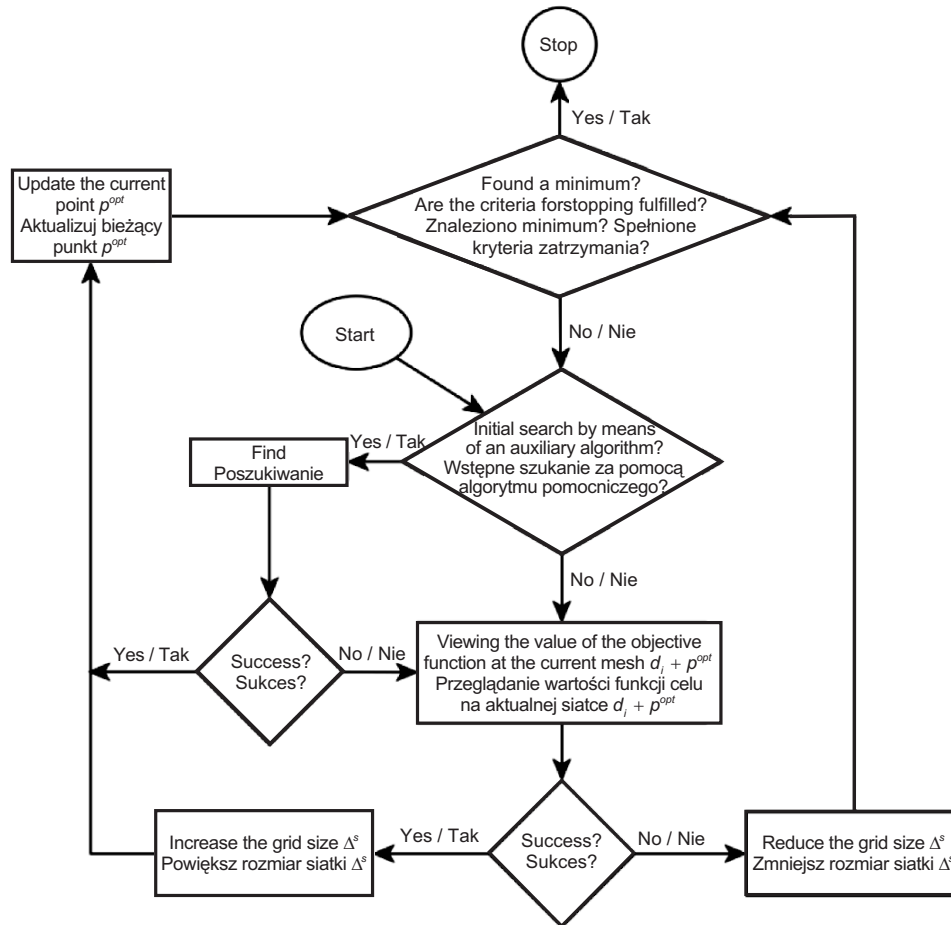 Stop
Yes / Tak
Found a minimum?
Are the criteria forstopping fulfilled?
Znaleziono minimum? Spełnione
kryteria zatrzymania?
Update the current
point p^opt
Aktualizuj bieżący
punkt p^opt
No / Nie
Start
Initial search by means
of an auxiliary algorithm?
Wstępne szukanie za pomocą
algorytmu pomocniczego?
Yes / Tak
Find
Poszukiwanie
No / Nie
Yes / Tak
Success?
Sukces?
No / Nie
Viewing the value of the objective
function at the current mesh d_i + p^opt
Przeglądanie wartości funkcji celu
na aktualnej siatce d_i + p^opt
Increase the grid size Δ^s
Powiększ rozmiar siatki Δ^s
Yes / Tak
Success?
Sukces?
No / Nie
Reduce the grid size Δ^s
Zmniejsz rozmiar siatki Δ^s